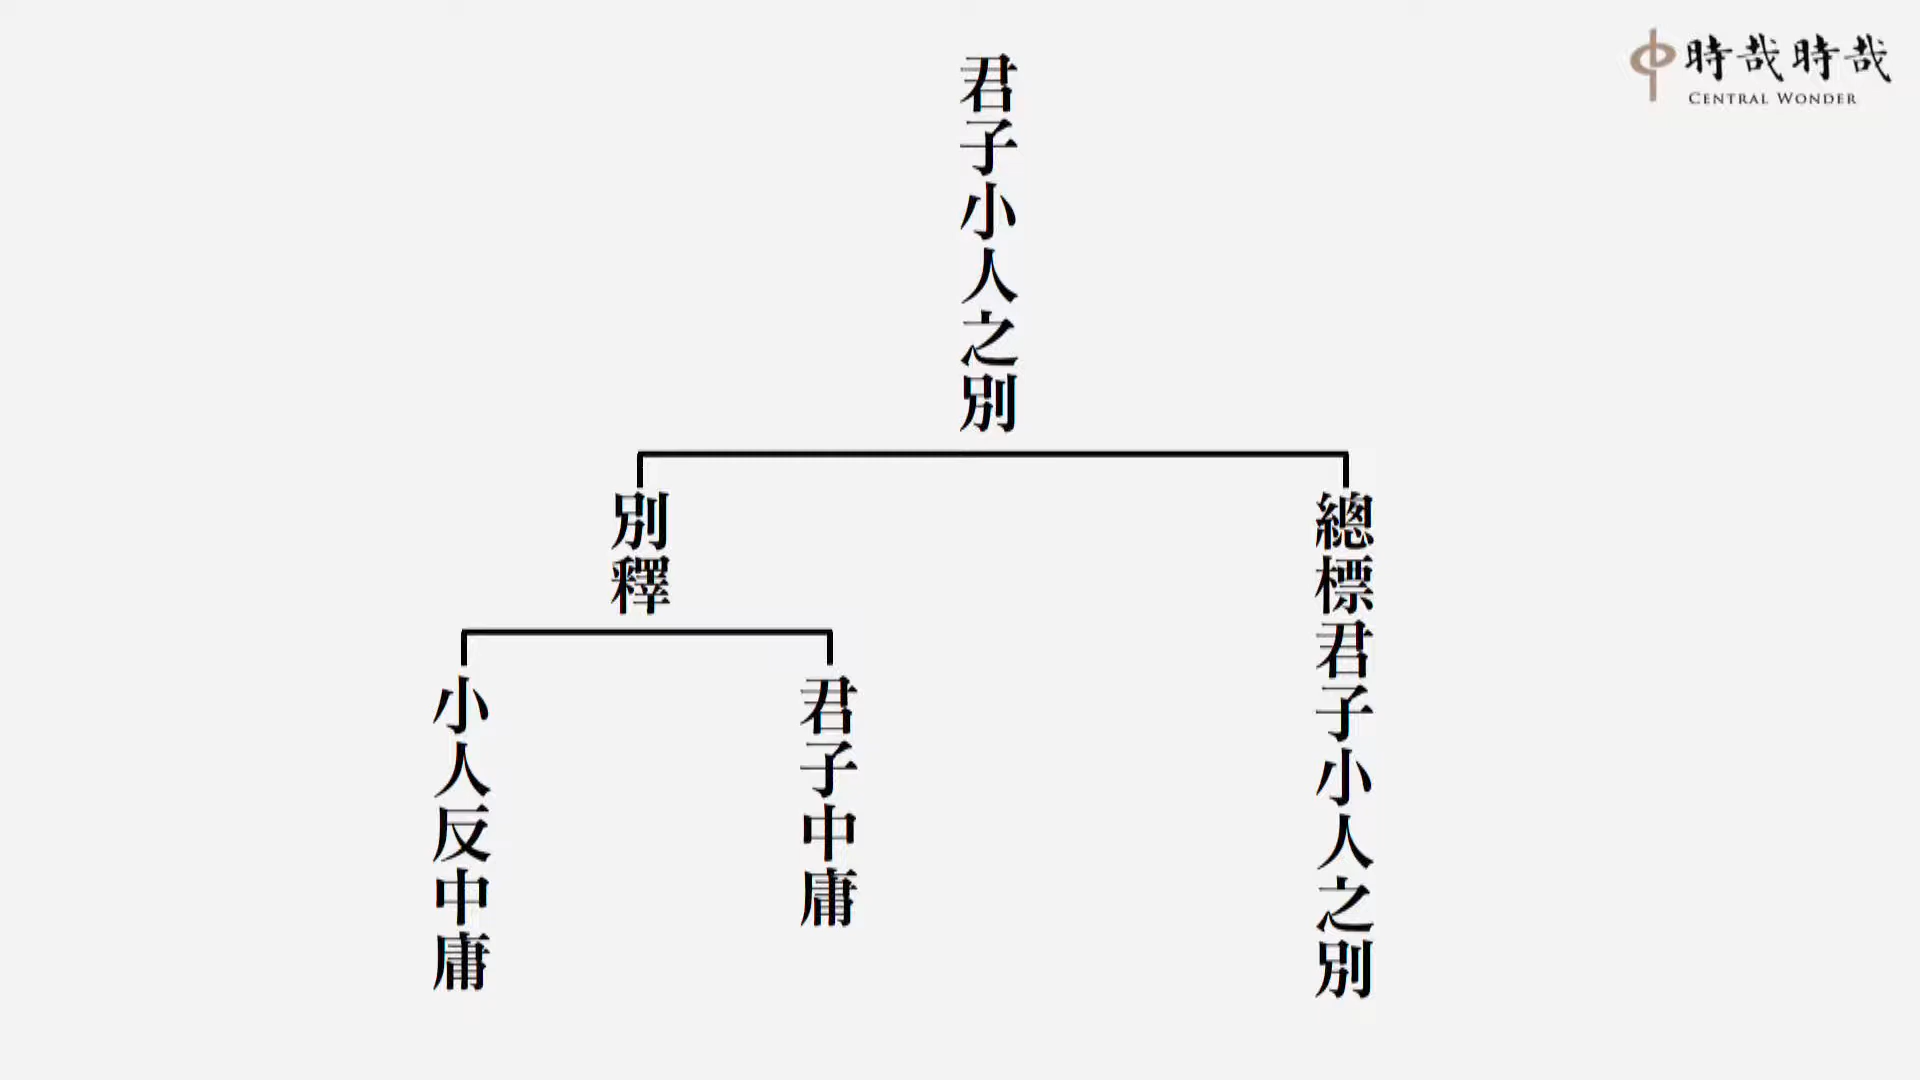 君子小人之別
總標君子小人之別
別釋
君子中庸
小人反中庸
時哉時哉
CENTRAL WONDER